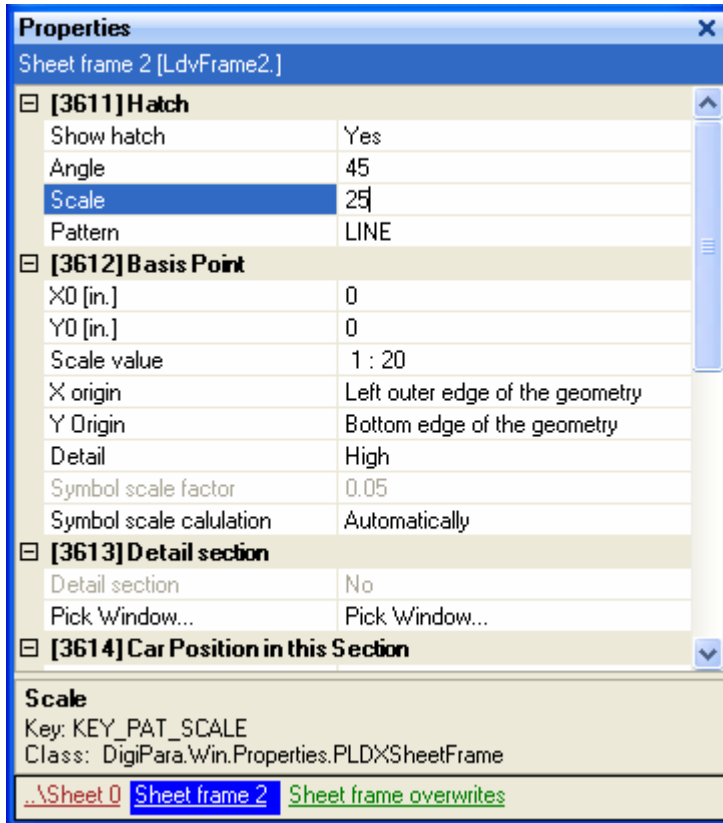 Properties
Sheet frame 2 [LdvFrame2.]
[3611] Hatch
Show hatch Yes
Angle 45
Scale 25
Pattern LINE
[3612] Basis Point
X0 [in.] 0
Y0 [in.] 0
Scale value 1 : 20
X origin Left outer edge of the geometry
Y Origin Bottom edge of the geometry
Detail High
Symbol scale factor 0.05
Symbol scale calulation Automatically
[3613] Detail section
Detail section No
Pick Window... Pick Window...
[3614] Car Position in this Section
Scale
Key: KEY_PAT_SCALE
Class: DigiPara.Win.Properties.PLDXSheetFrame
..\Sheet 0 Sheet frame 2 Sheet frame overwrites